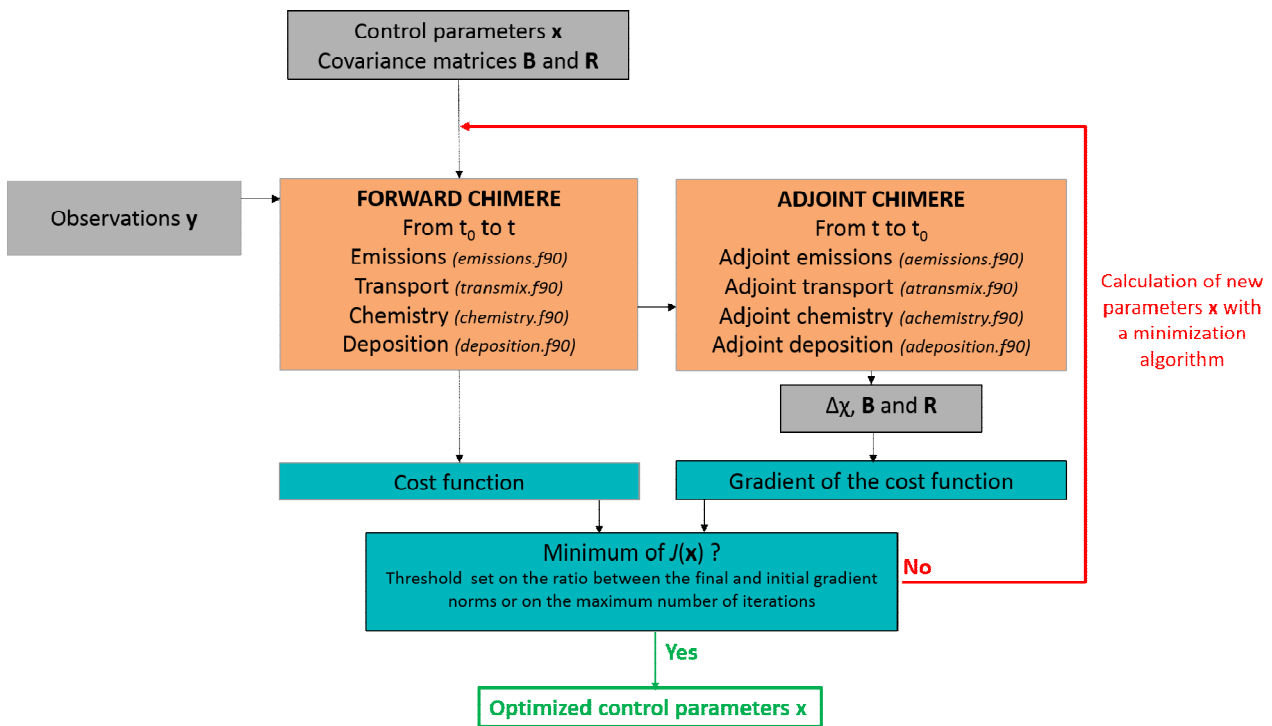 Control parameters x
Covariance matrices B and R
Observations y
FORWARD CHIMERE
From t₀ to t
Emissions (emissions.f90)
Transport (transmix.f90)
Chemistry (chemistry.f90)
Deposition (deposition.f90)
ADJOINT CHIMERE
From t to t₀
Adjoint emissions (aemissions.f90)
Adjoint transport (atransmix.f90)
Adjoint chemistry (achemistry.f90)
Adjoint deposition (adeposition.f90)
Calculation of new
parameters x with
a minimization
algorithm
Δχ, B and R
Cost function
Gradient of the cost function
Minimum of J(x) ?
Threshold set on the ratio between the final and initial gradient
norms or on the maximum number of iterations
No
Yes
Optimized control parameters x